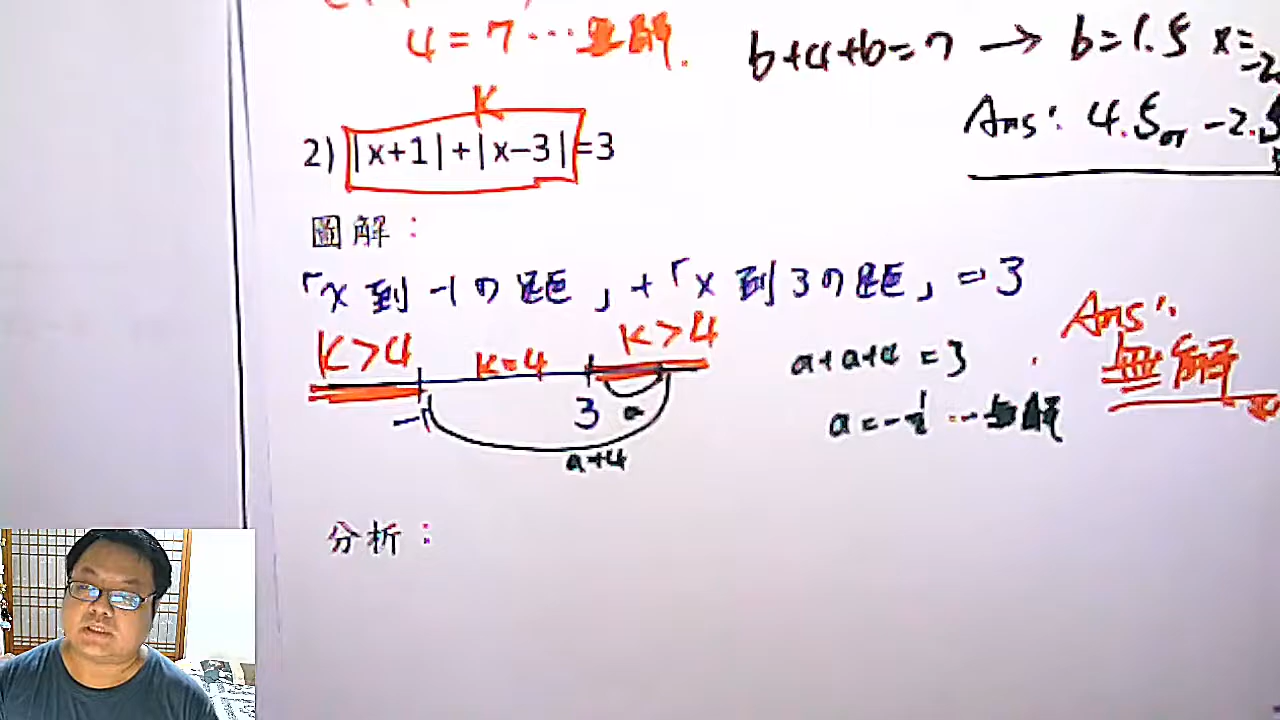 4 = 7 … 無解.
b+4+b=7 → b=1.5 x=-2
Ans: 4.5 or -2.5
K
2) |x+1|+|x-3|=3
圖解：
「x 到 -1 の 距」+「x 到 3 の 距」= 3
K>4 K=4 K>4
-1 3 a
a+4
a+a+4 = 3
a = -½ … 無解
Ans:
無解
分析：